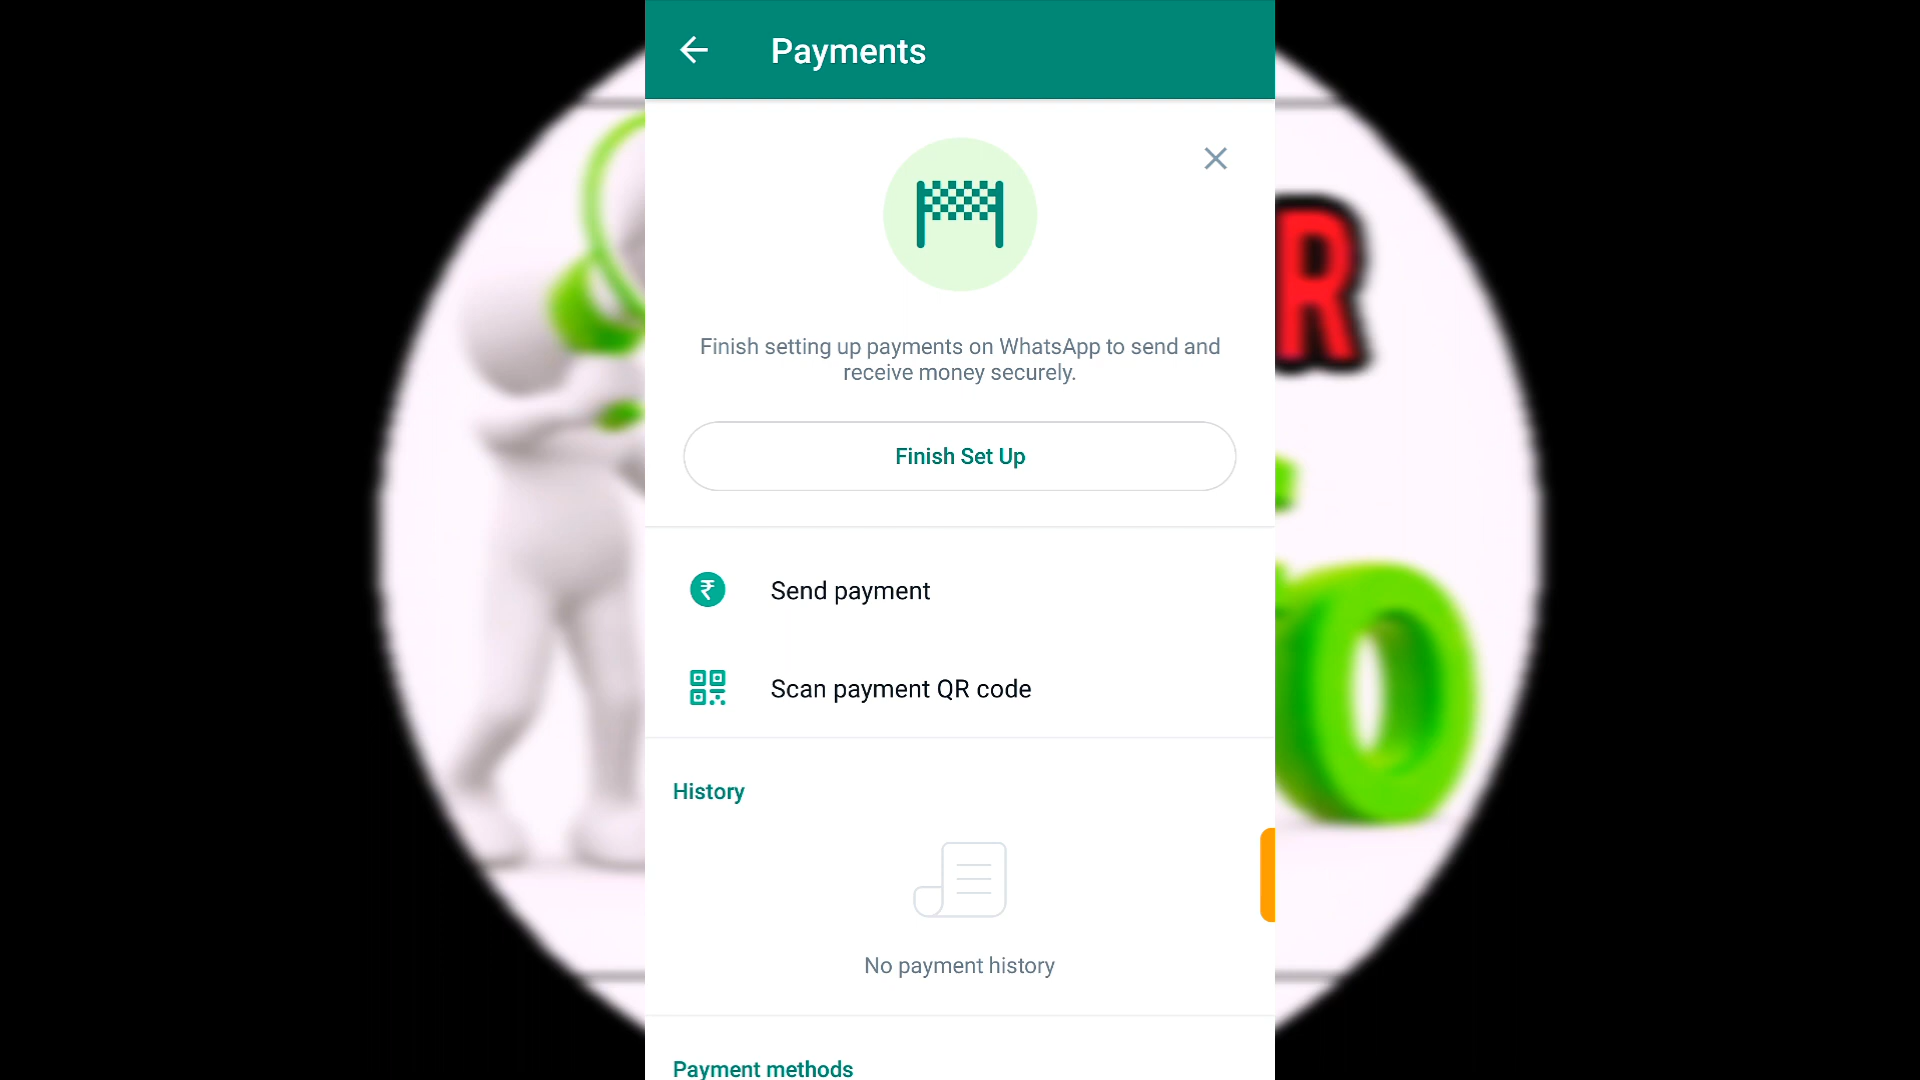 Payments
Finish setting up payments on WhatsApp to send and
receive money securely.
Finish Set Up
₹
Send payment
Scan payment QR code
History
No payment history
Payment methods
R